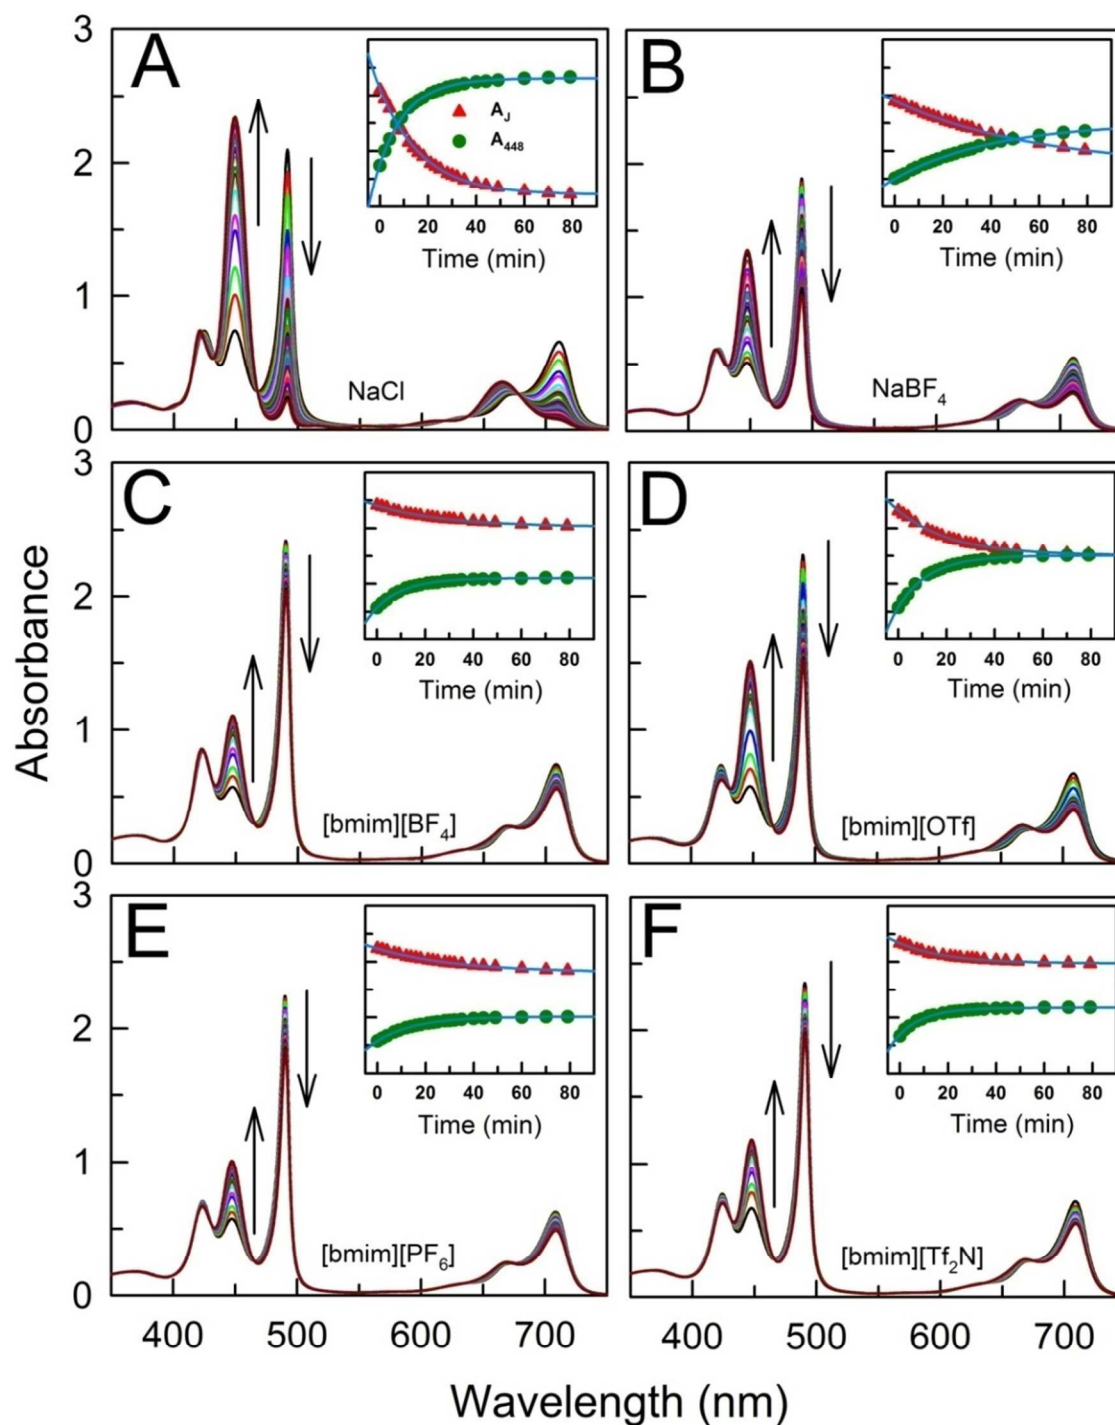 Absorbance
3
2
1
0
A
NaCl
A_J
A_448
0 20 40 60 80
Time (min)
B
NaBF_4
0 20 40 60 80
Time (min)
3
2
1
0
C
[bmim][BF_4]
0 20 40 60 80
Time (min)
D
[bmim][OTf]
0 20 40 60 80
Time (min)
3
2
1
0
E
[bmim][PF_6]
0 20 40 60 80
Time (min)
F
[bmim][Tf_2N]
0 20 40 60 80
Time (min)
400 500 600 700 400 500 600 700
Wavelength (nm)